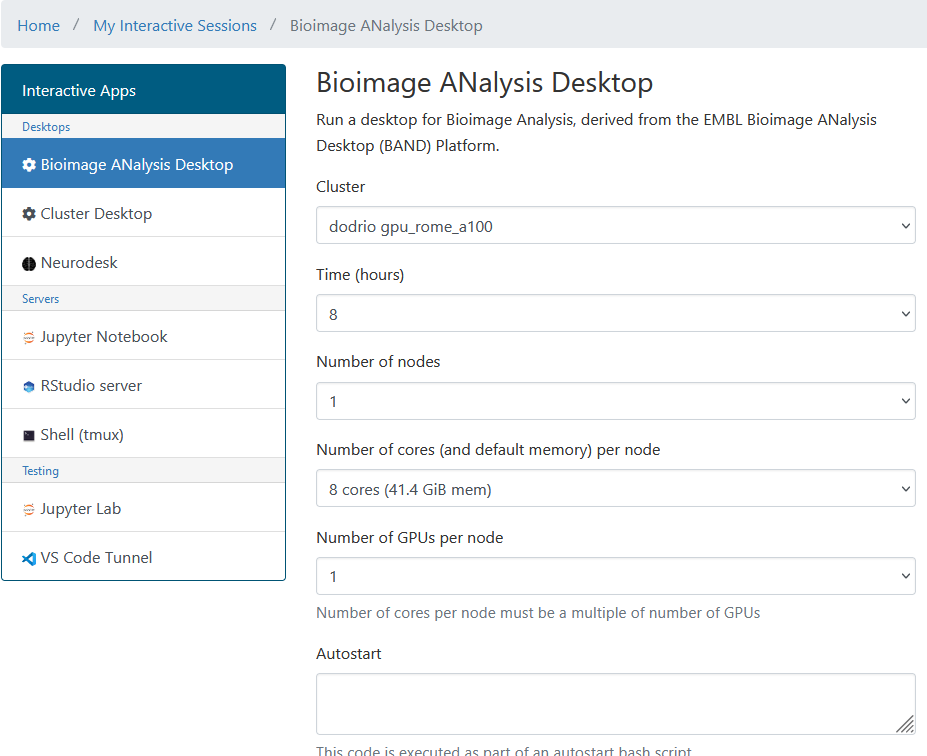 Home / My Interactive Sessions / Bioimage ANalysis Desktop
Interactive Apps
Desktops
Bioimage ANalysis Desktop
Cluster Desktop
Neurodesk
Servers
Jupyter Notebook
RStudio server
Shell (tmux)
Testing
Jupyter Lab
VS Code Tunnel
Bioimage ANalysis Desktop
Run a desktop for Bioimage Analysis, derived from the EMBL Bioimage ANalysis
Desktop (BAND) Platform.
Cluster
dodrio gpu_rome_a100
Time (hours)
8
Number of nodes
1
Number of cores (and default memory) per node
8 cores (41.4 GiB mem)
Number of GPUs per node
1
Number of cores per node must be a multiple of number of GPUs
Autostart
This code is executed as part of an autostart bash script